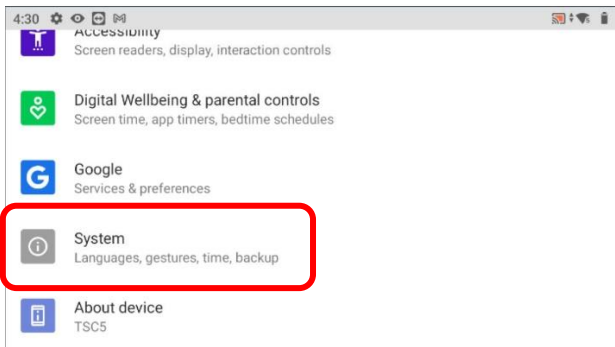 4:30
Accessibility
Screen readers, display, interaction controls
Digital Wellbeing & parental controls
Screen time, app timers, bedtime schedules
Google
Services & preferences
System
Languages, gestures, time, backup
About device
TSC5